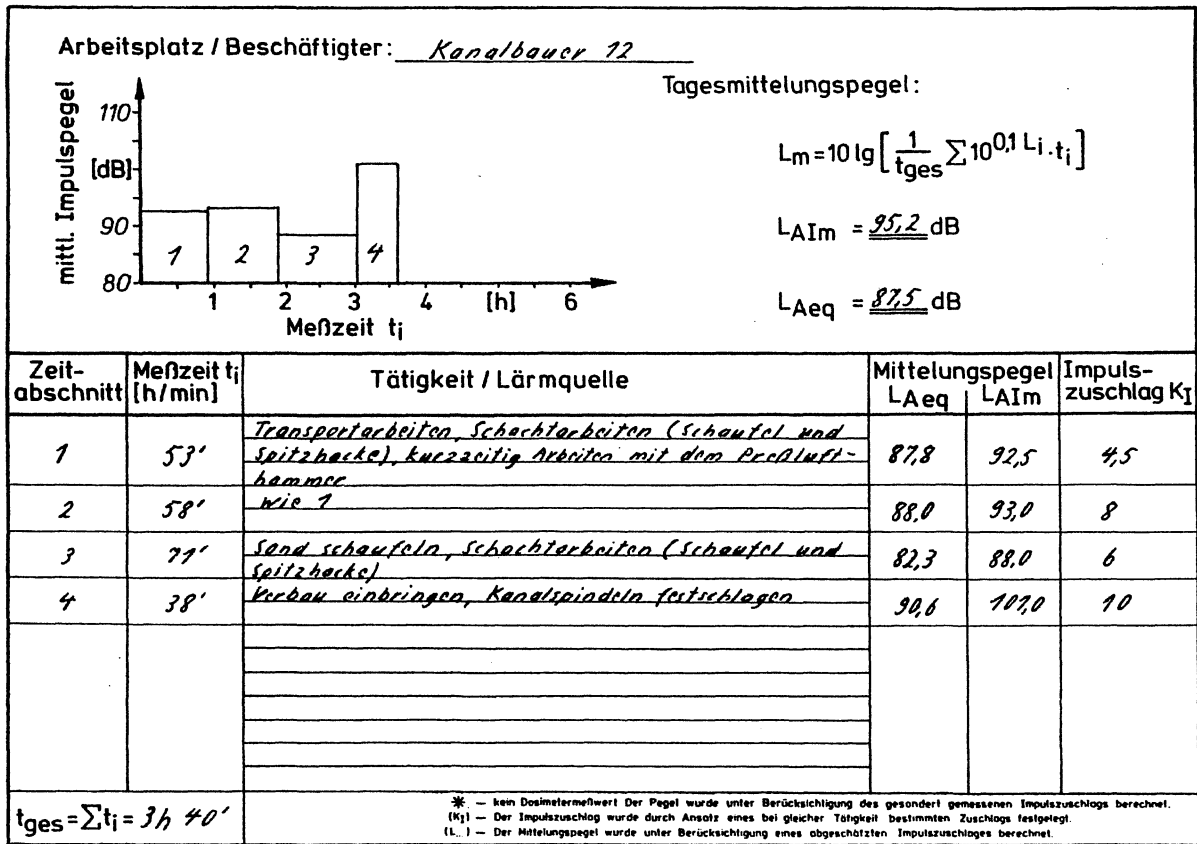 Arbeitsplatz / Beschäftigter: Kanalbauer 12
mittl. Impulspegel
[dB]
110
90
80
1 2 3 4
1 2 3 4 [h] 6
Meßzeit ti
Tagesmittelungspegel:
Lm = 10 lg [ 1/tges ∑ 10^0,1 Li · ti ]
LAIm = 95,2 dB
LAeq = 87,5 dB
Zeit-abschnitt Meßzeit ti [h/min] Tätigkeit / Lärmquelle Mittelungspegel LAeq LAIm Impuls-zuschlag KI
1 53' Transportarbeiten, Schachtarbeiten (Schaufel und 87,8 92,5 4,5
Spitzhacke), kurzzeitig Arbeiten mit dem Preßluft-
hammer
2 58' wie 1 88,0 93,0 8
3 71' Sand schaufeln, Schachtarbeiten (Schaufel und 82,3 88,0 6
Spitzhacke)
4 38' Verbau einbringen, Kanalspindeln festschlagen 90,6 101,0 10
tges = ∑ti = 3h 40'
* – kein Dosimetermeßwert Der Pegel wurde unter Berücksichtigung des gesondert gemessenen Impulszuschlags berechnet.
(KI) – Der Impulszuschlag wurde durch Ansatz eines bei gleicher Tätigkeit bestimmten Zuschlags festgelegt.
(L...) – Der Mittelungspegel wurde unter Berücksichtigung eines abgeschätzten Impulszuschlages berechnet.